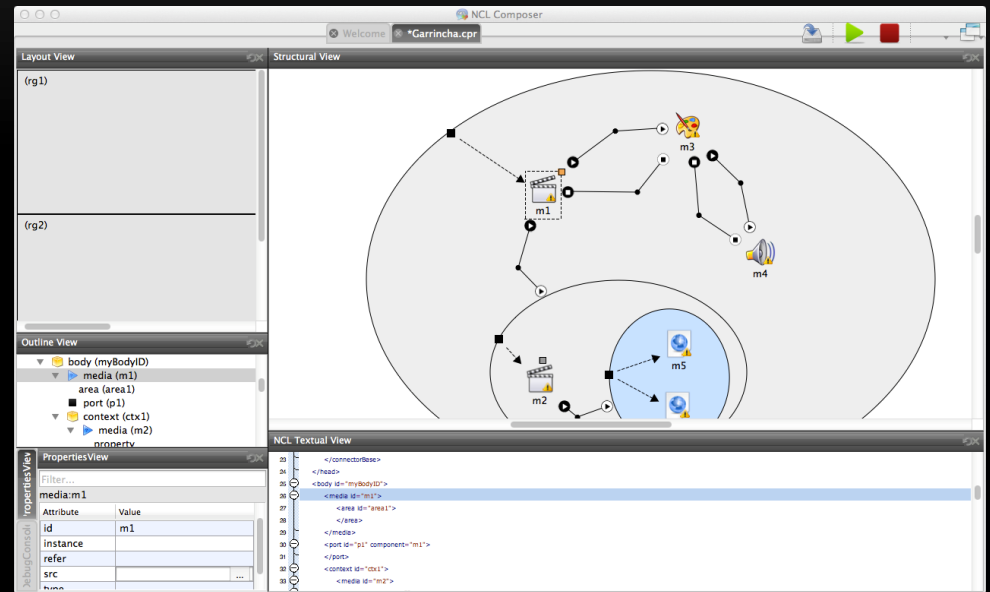 NCL Composer
Welcome
*Garrincha.cpr
Layout View
(rg1)
(rg2)
Outline View
body (myBodyID)
media (m1)
area (area1)
port (p1)
context (ctx1)
media (m2)
property
PropertiesView
Filter...
media:m1
Attribute Value
id m1
instance
refer
src ...
type
Structural View
m3
m1
m4
m5
m2
NCL Textual View
23 </connectorBase>
24 </head>
25 <body id="myBodyID">
26 <media id="m1">
27 <area id="area1">
28 </area>
29 </media>
30 <port id="p1" component="m1">
31 </port>
32 <context id="ctx1">
33 <media id="m2">